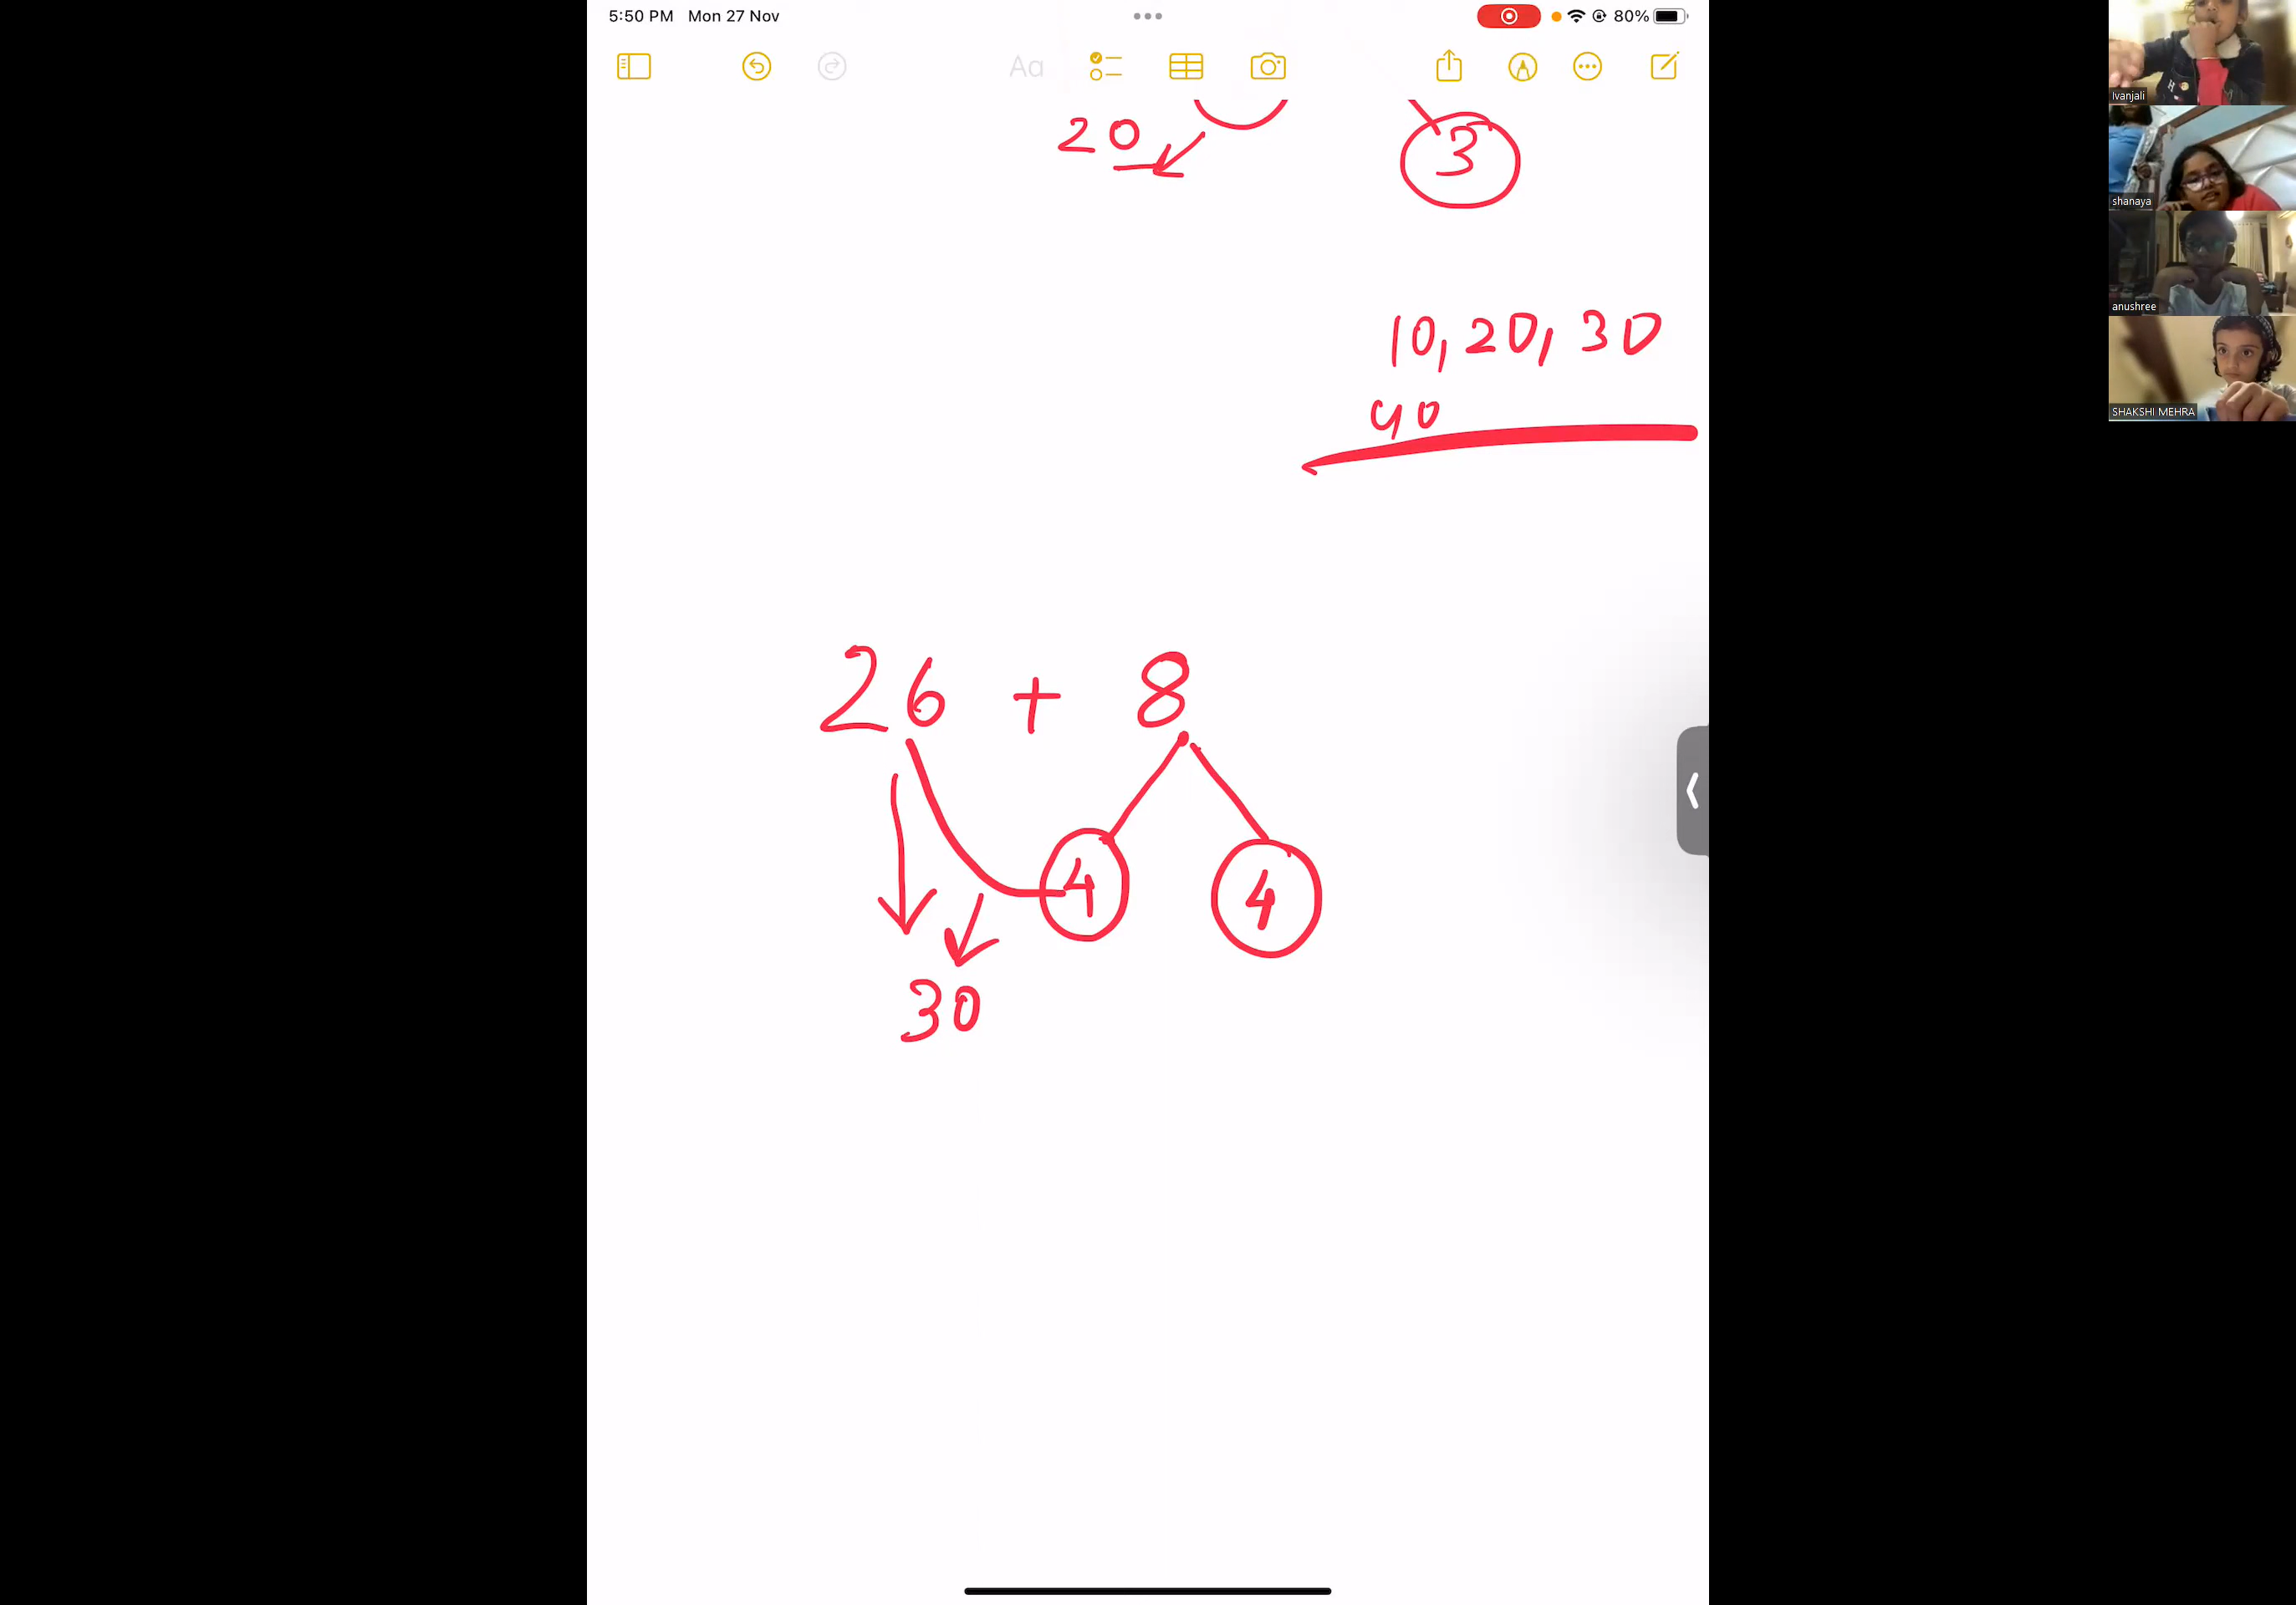 5:50 PM Mon 27 Nov 80%
Aa
20
3
10, 20, 30
40
26 + 8
4 4
30
Ivanjali
shanaya
anushree
SHAKSHI MEHRA